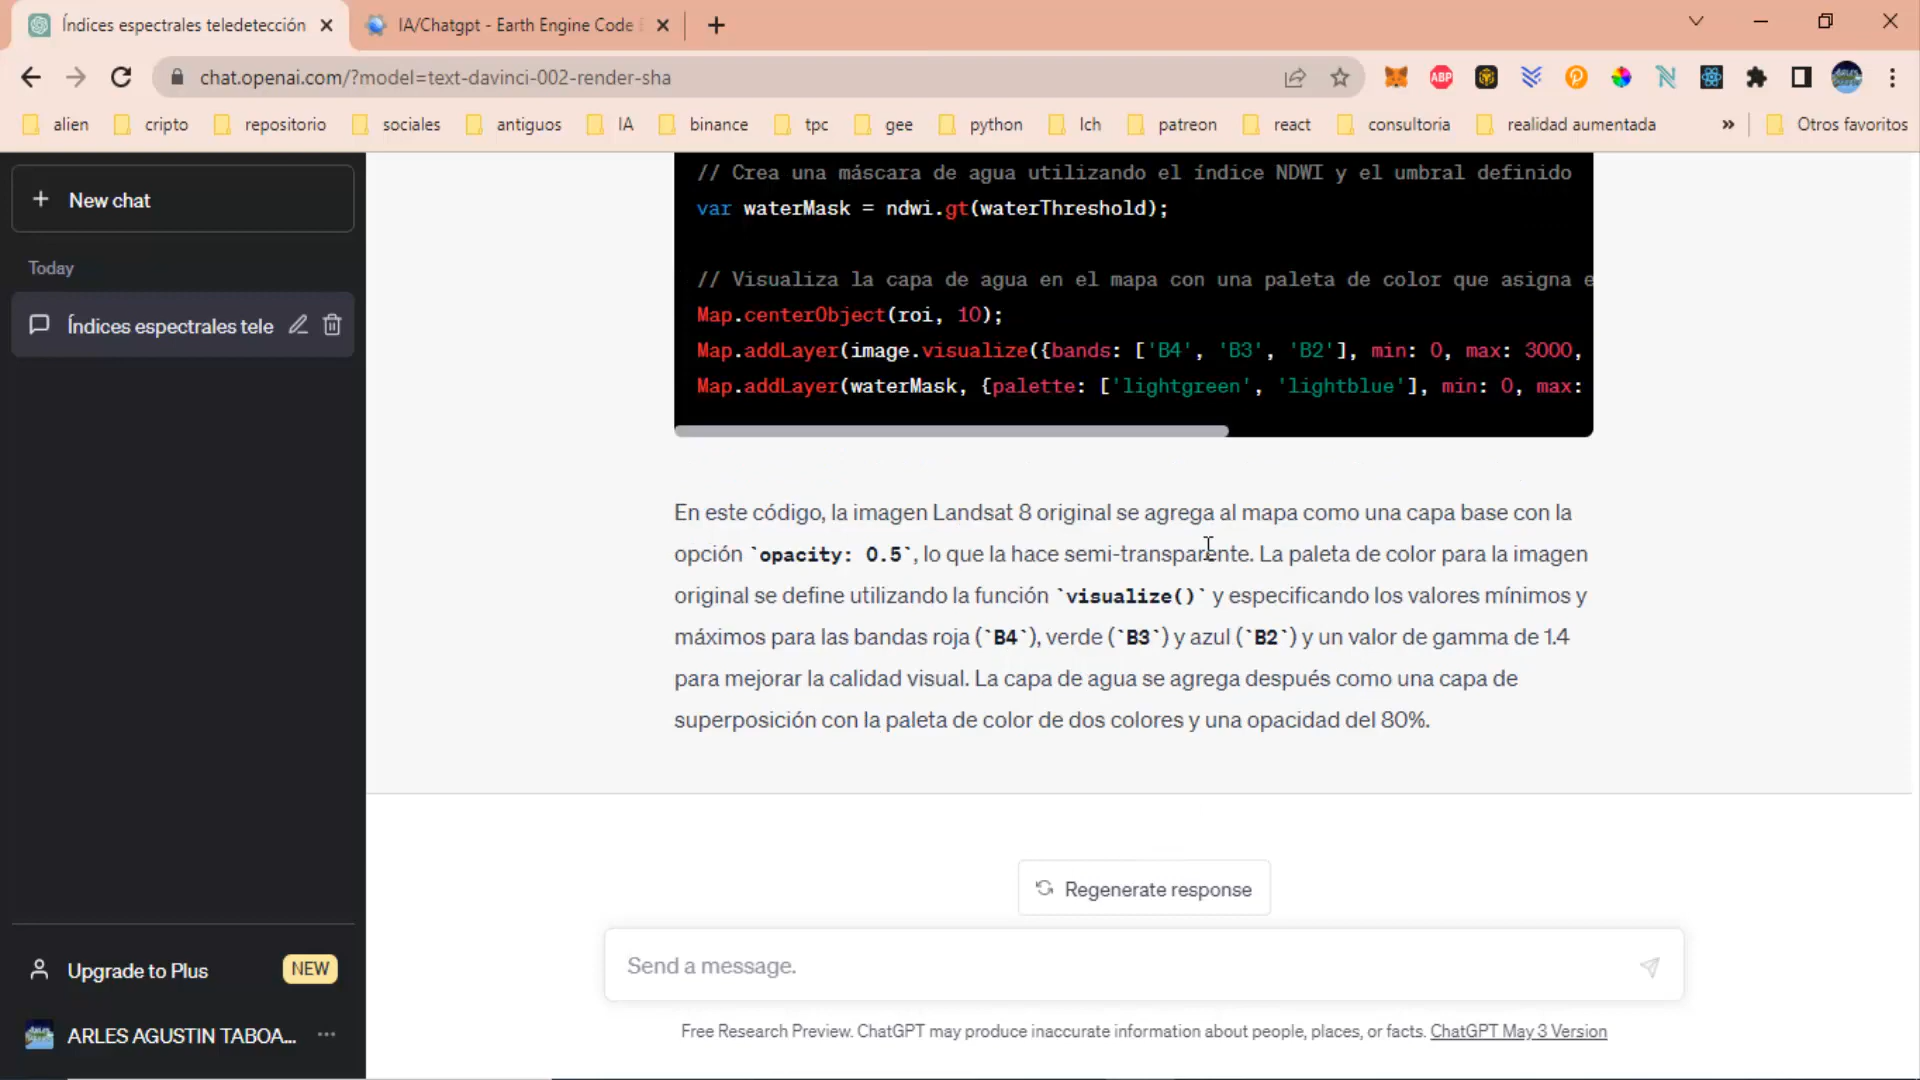 Índices espectrales teledetección
IA/Chatgpt - Earth Engine Code
chat.openai.com/?model=text-davinci-002-render-sha
ABP
alien cripto repositorio sociales antiguos IA binance tpc gee python lch patreon react consultoria realidad aumentada » Otros favoritos
+ New chat
Today
Índices espectrales tele
// Crea una máscara de agua utilizando el índice NDWI y el umbral definido
var waterMask = ndwi.gt(waterThreshold);
// Visualiza la capa de agua en el mapa con una paleta de color que asigna e
Map.centerObject(roi, 10);
Map.addLayer(image.visualize({bands: ['B4', 'B3', 'B2'], min: 0, max: 3000,
Map.addLayer(waterMask, {palette: ['lightgreen', 'lightblue'], min: 0, max:
En este código, la imagen Landsat 8 original se agrega al mapa como una capa base con la
opción `opacity: 0.5`, lo que la hace semi-transparente. La paleta de color para la imagen
original se define utilizando la función `visualize()` y especificando los valores mínimos y
máximos para las bandas roja (`B4`), verde (`B3`) y azul (`B2`) y un valor de gamma de 1.4
para mejorar la calidad visual. La capa de agua se agrega después como una capa de
superposición con la paleta de color de dos colores y una opacidad del 80%.
Regenerate response
Send a message.
Upgrade to Plus NEW
ARLES AGUSTIN TABOA...
Free Research Preview. ChatGPT may produce inaccurate information about people, places, or facts. ChatGPT May 3 Version